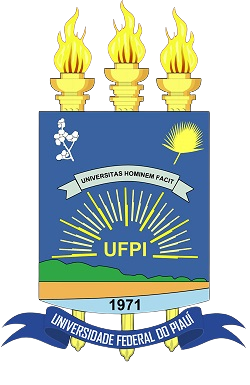 UNIVERSITAS HOMINEM FACIT
UFPI
1971
UNIVERSIDADE FEDERAL DO PIAUÍ